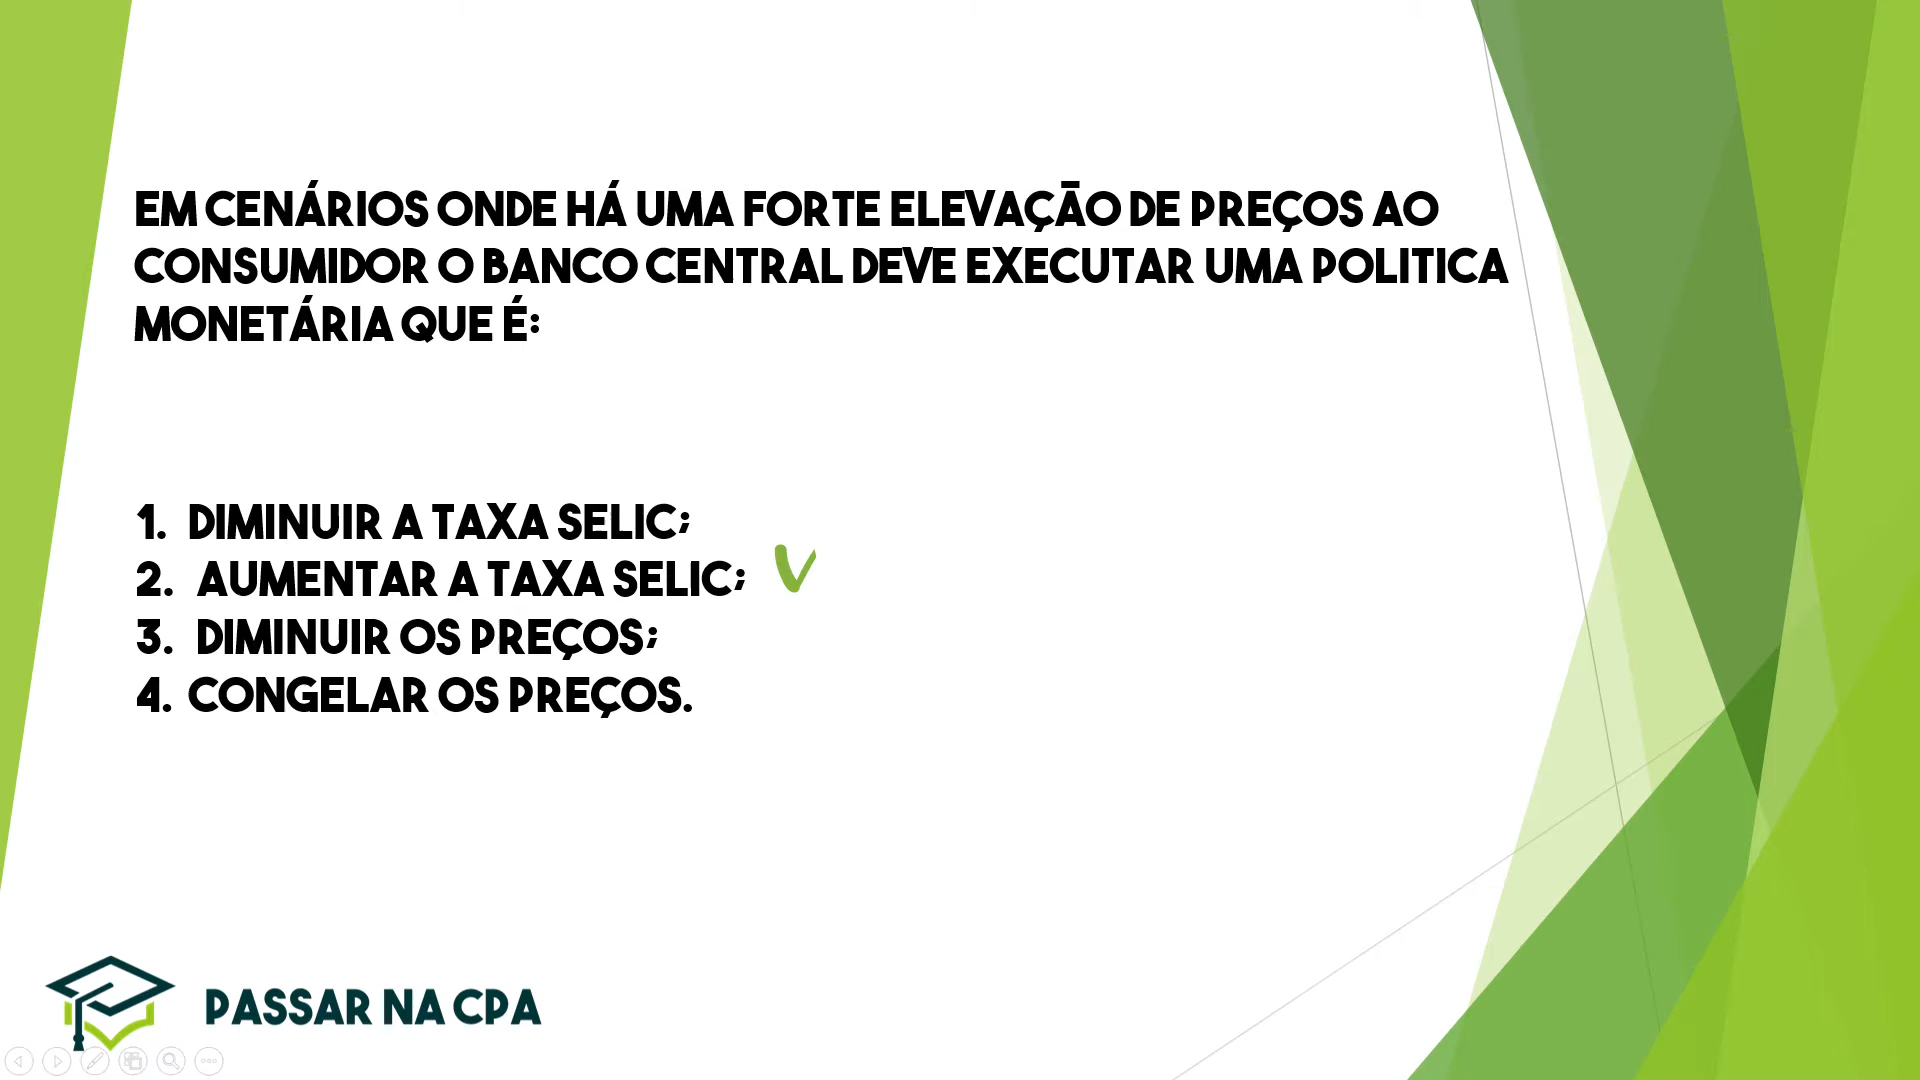 EM CENÁRIOS ONDE HÁ UMA FORTE ELEVAÇÃO DE PREÇOS AO
CONSUMIDOR O BANCO CENTRAL DEVE EXECUTAR UMA POLITICA
MONETÁRIA QUE É:
1. DIMINUIR A TAXA SELIC;
2. AUMENTAR A TAXA SELIC;
3. DIMINUIR OS PREÇOS;
4. CONGELAR OS PREÇOS.
PASSAR NA CPA